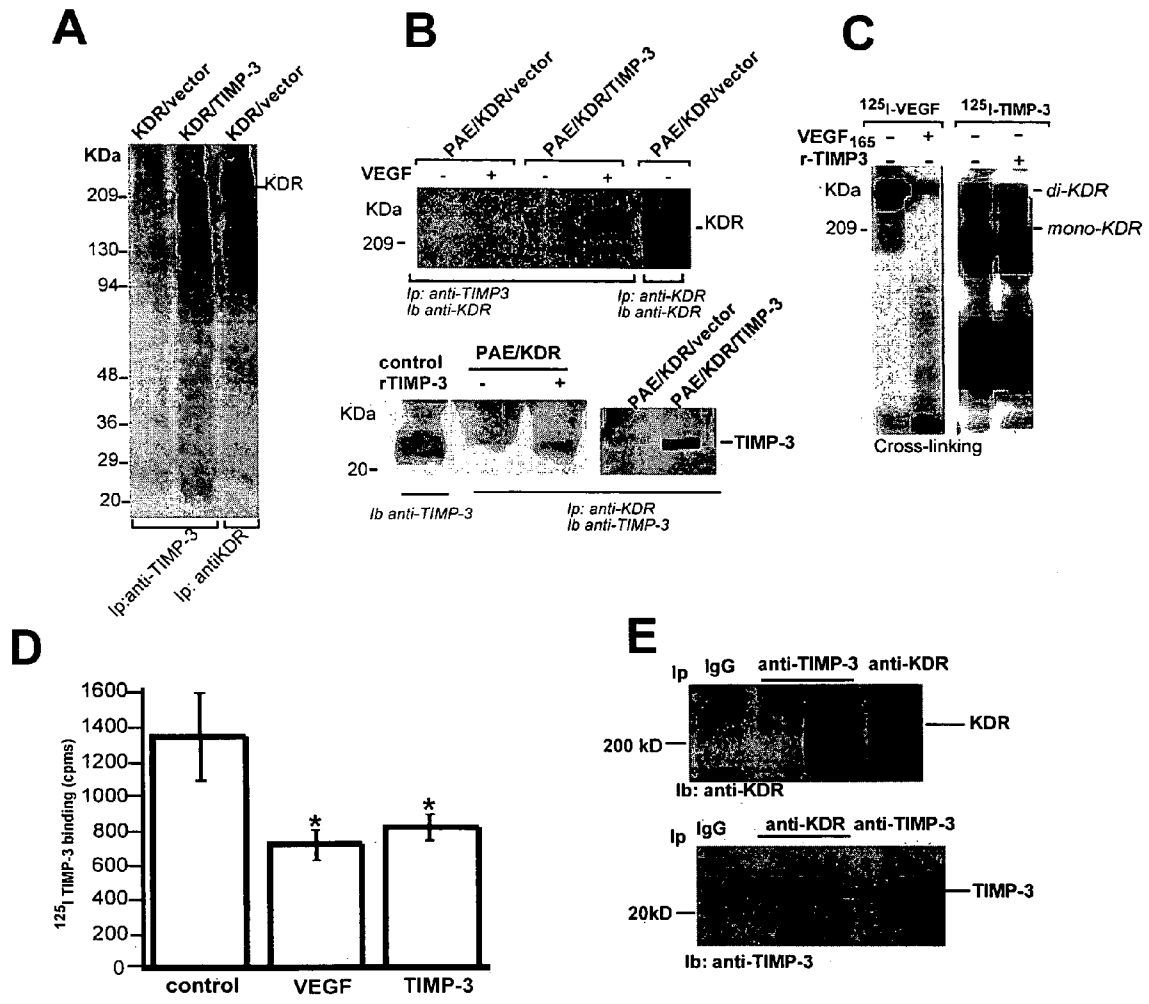 A
KDR/vector
KDR/TIMP-3
KDR/vector
KDa
KDR
209
130
94
48
36
29
20
Ip:anti-TIMP-3
Ip: antiKDR
B
PAE/KDR/vector
PAE/KDR/TIMP-3
PAE/KDR/vector
VEGF - + - + -
KDa
209
KDR
Ip: anti-TIMP3
Ib anti-KDR
Ip: anti-KDR
Ib anti-KDR
control
rTIMP-3
PAE/KDR
- +
PAE/KDR/vector
PAE/KDR/TIMP-3
KDa
20
TIMP-3
Ib anti-TIMP-3
Ip: anti-KDR
Ib anti-TIMP-3
C
125I-VEGF
125I-TIMP-3
VEGF165 - + - -
r-TIMP3 - - - +
KDa
209
di-KDR
mono-KDR
Cross-linking
D
125I TIMP-3 binding (cpms)
1600
1400
1200
1000
800
600
400
200
0
* *
control VEGF TIMP-3
E
Ip IgG anti-TIMP-3 anti-KDR
200 kD
KDR
Ib: anti-KDR
Ip IgG anti-KDR anti-TIMP-3
20kD
TIMP-3
Ib: anti-TIMP-3